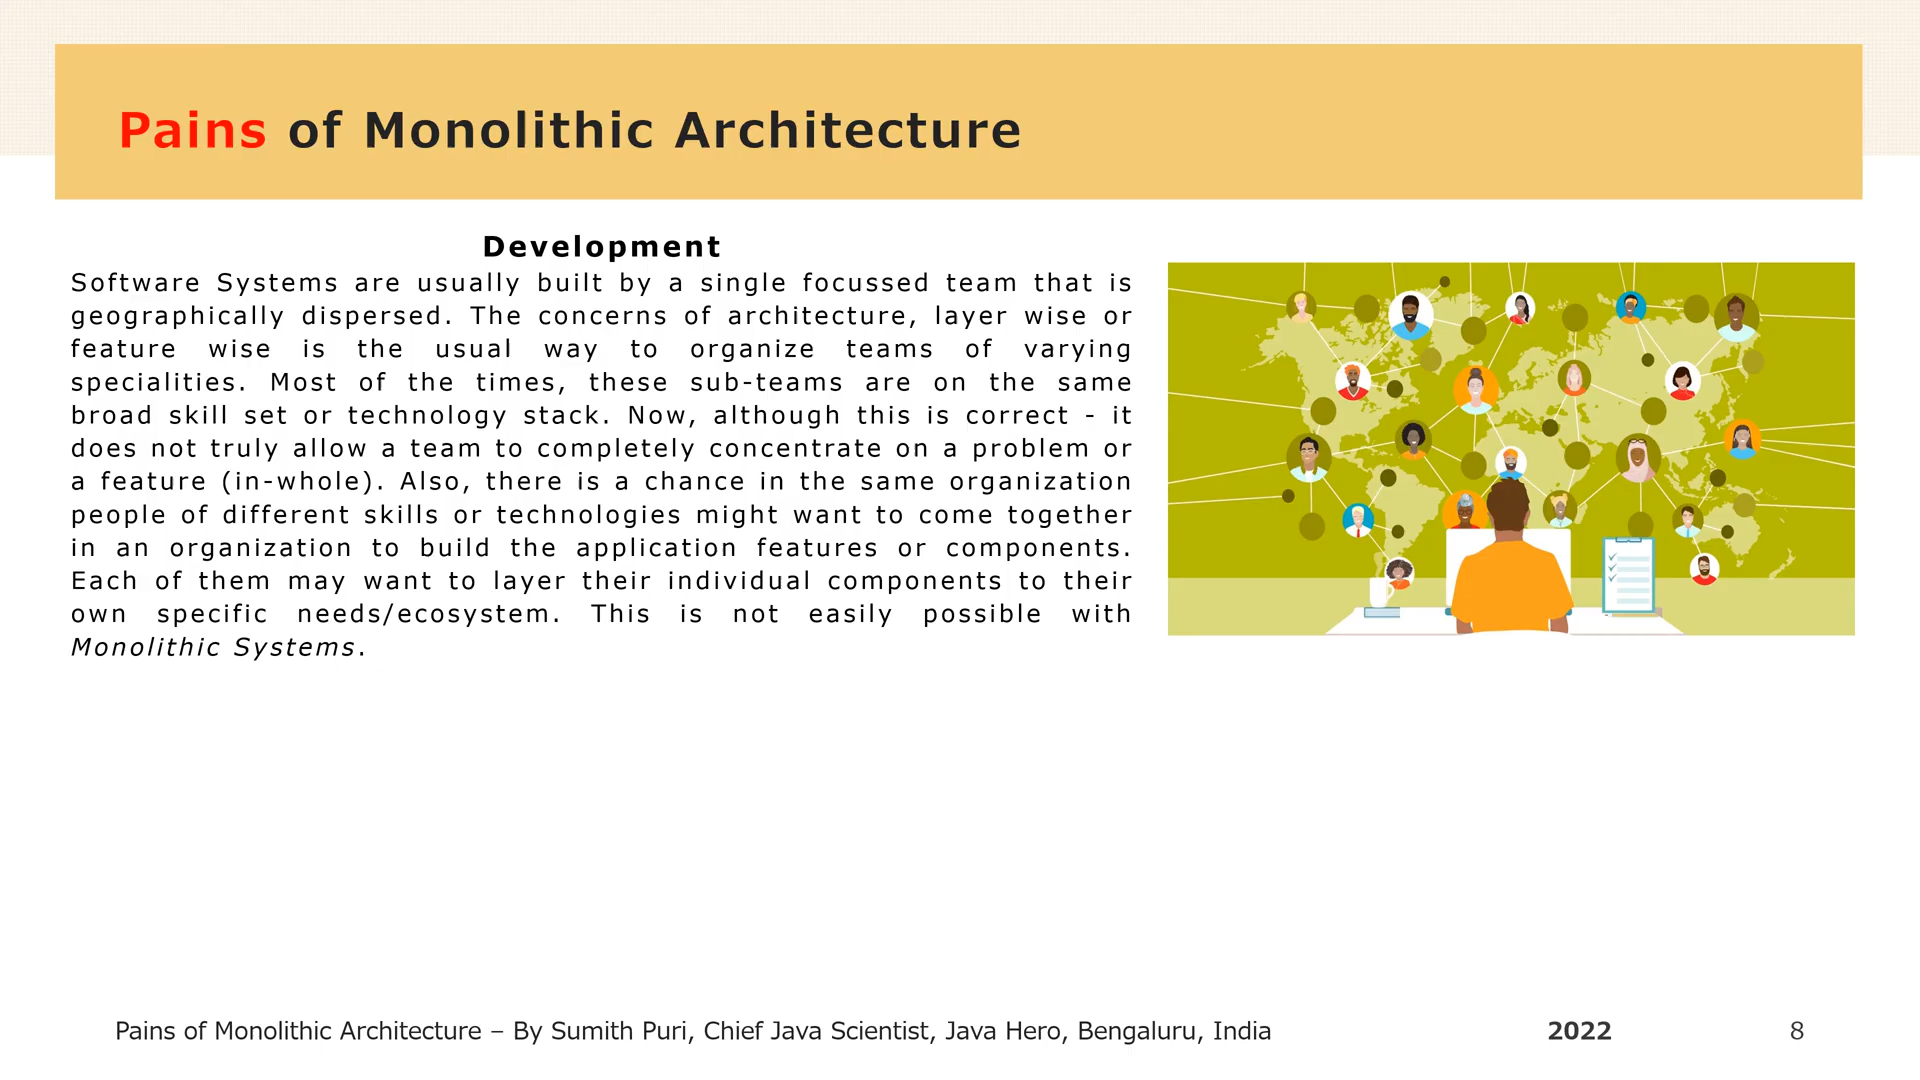 Pains of Monolithic Architecture
Development
Software Systems are usually built by a single focussed team that is
geographically dispersed. The concerns of architecture, layer wise or
feature wise is the usual way to organize teams of varying
specialities. Most of the times, these sub-teams are on the same
broad skill set or technology stack. Now, although this is correct - it
does not truly allow a team to completely concentrate on a problem or
a feature (in-whole). Also, there is a chance in the same organization
people of different skills or technologies might want to come together
in an organization to build the application features or components.
Each of them may want to layer their individual components to their
own specific needs/ecosystem. This is not easily possible with
Monolithic Systems.
Pains of Monolithic Architecture – By Sumith Puri, Chief Java Scientist, Java Hero, Bengaluru, India
2022
8